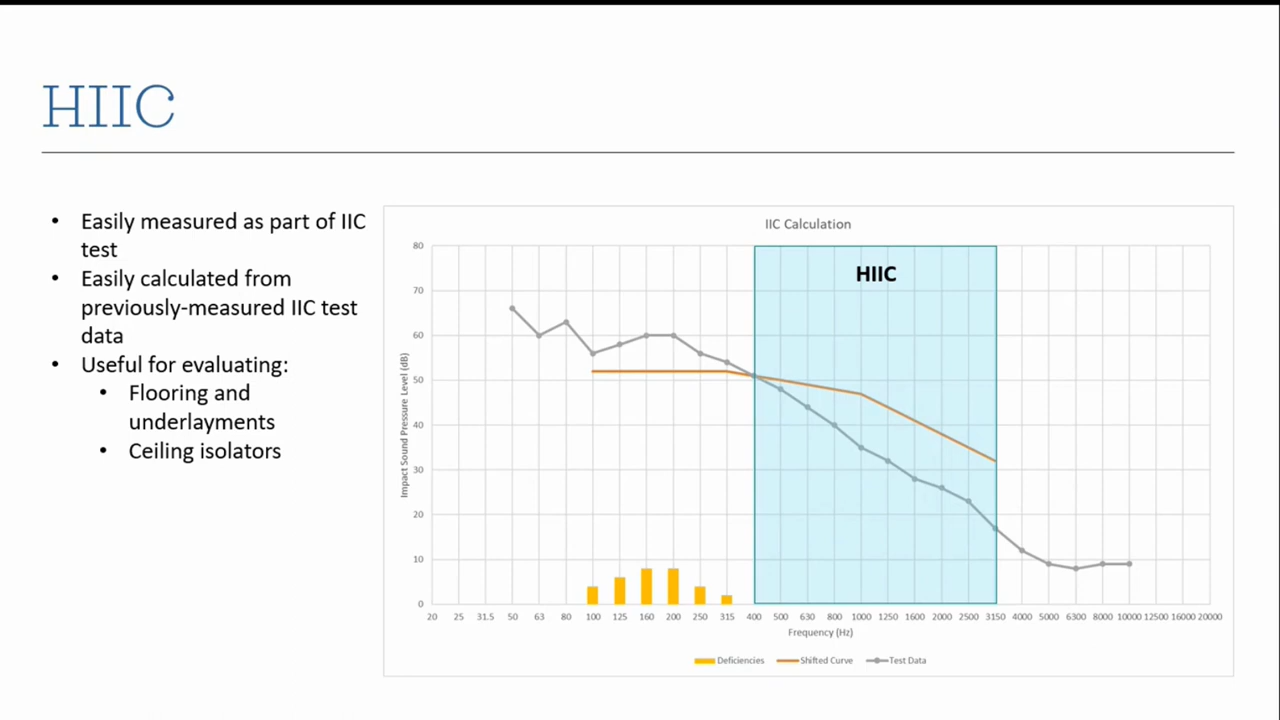 HIIC
• Easily measured as part of IIC
test
• Easily calculated from
previously-measured IIC test
data
• Useful for evaluating:
• Flooring and
underlayments
• Ceiling isolators
IIC Calculation
HIIC
80
70
60
50
40
30
20
10
0
Impact Sound Pressure Level (dB)
20 25 31.5 50 63 80 100 125 160 200 250 315 400 500 630 800 1000 1250 1600 2000 2500 3150 4000 5000 6300 8000 10000 12500 16000 20000
Frequency (Hz)
Deficiencies Shifted Curve Test Data